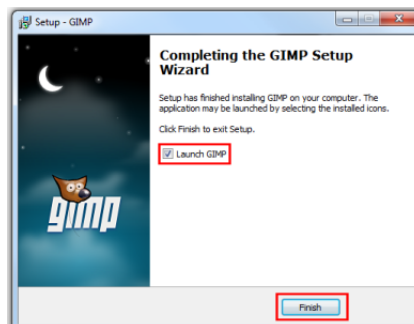 Setup - GIMP
Completing the GIMP Setup
Wizard
Setup has finished installing GIMP on your computer. The
application may be launched by selecting the installed icons.
Click Finish to exit Setup.
Launch GIMP
gimp
Finish